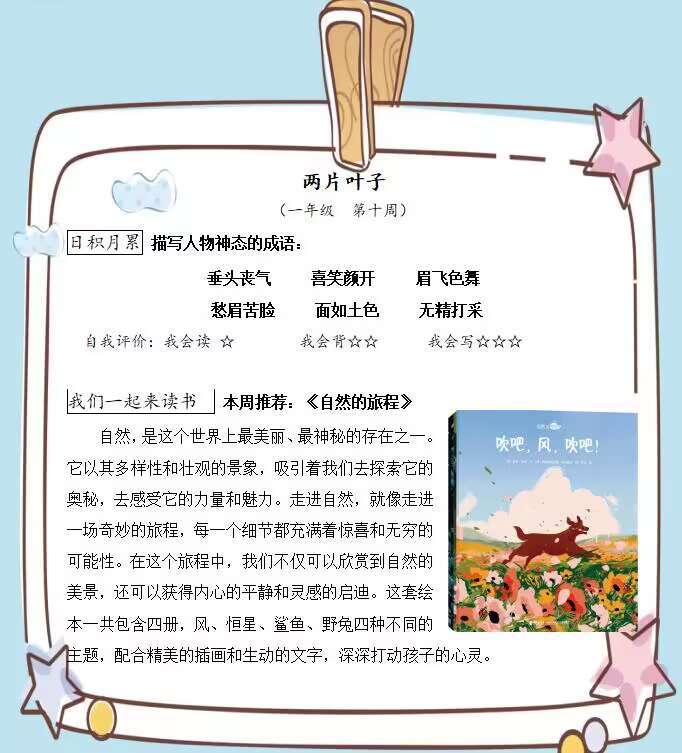 两片叶子
（一年级　第十周）
日积月累 描写人物神态的成语：
垂头丧气 喜笑颜开 眉飞色舞
愁眉苦脸 面如土色 无精打采
自我评价：我会读 ☆ 我会背☆☆ 我会写☆☆☆
我们一起来读书 本周推荐：《自然的旅程》
自然，是这个世界上最美丽、最神秘的存在之一。
它以其多样性和壮观的景象，吸引着我们去探索它的
奥秘，去感受它的力量和魅力。走进自然，就像走进
一场奇妙的旅程，每一个细节都充满着惊喜和无穷的
可能性。在这个旅程中，我们不仅可以欣赏到自然的
美景，还可以获得内心的平静和灵感的启迪。这套绘
本一共包含四册，风、恒星、鲨鱼、野兔四种不同的
主题，配合精美的插画和生动的文字，深深打动孩子的心灵。
吹吧，风，吹吧！